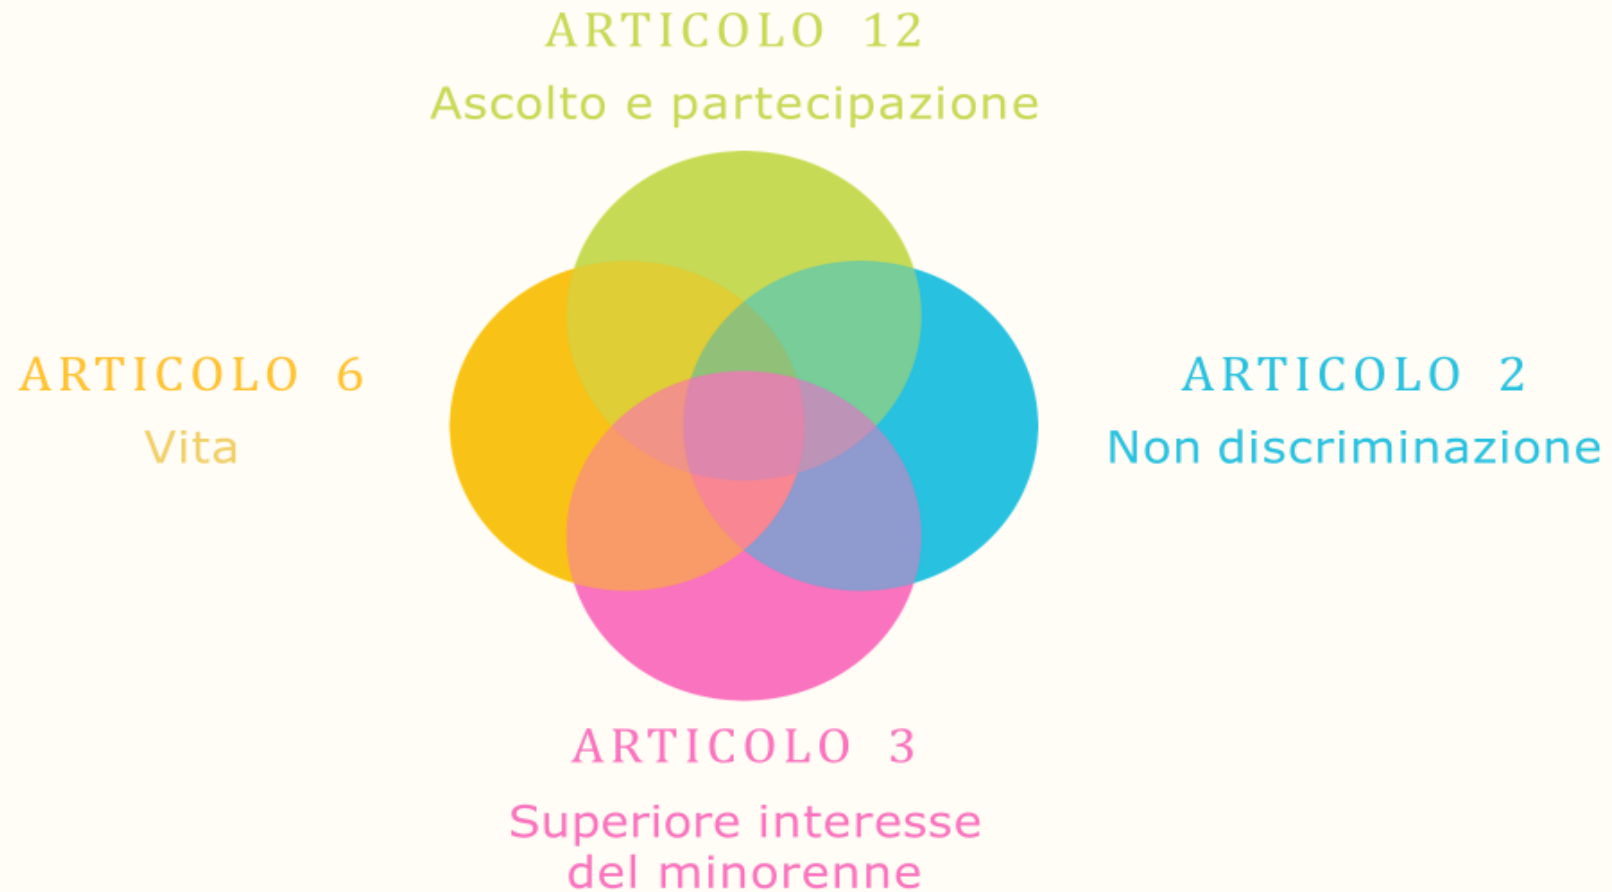 ARTICOLO 12
Ascolto e partecipazione
ARTICOLO 6
Vita
ARTICOLO 2
Non discriminazione
ARTICOLO 3
Superiore interesse
del minorenne